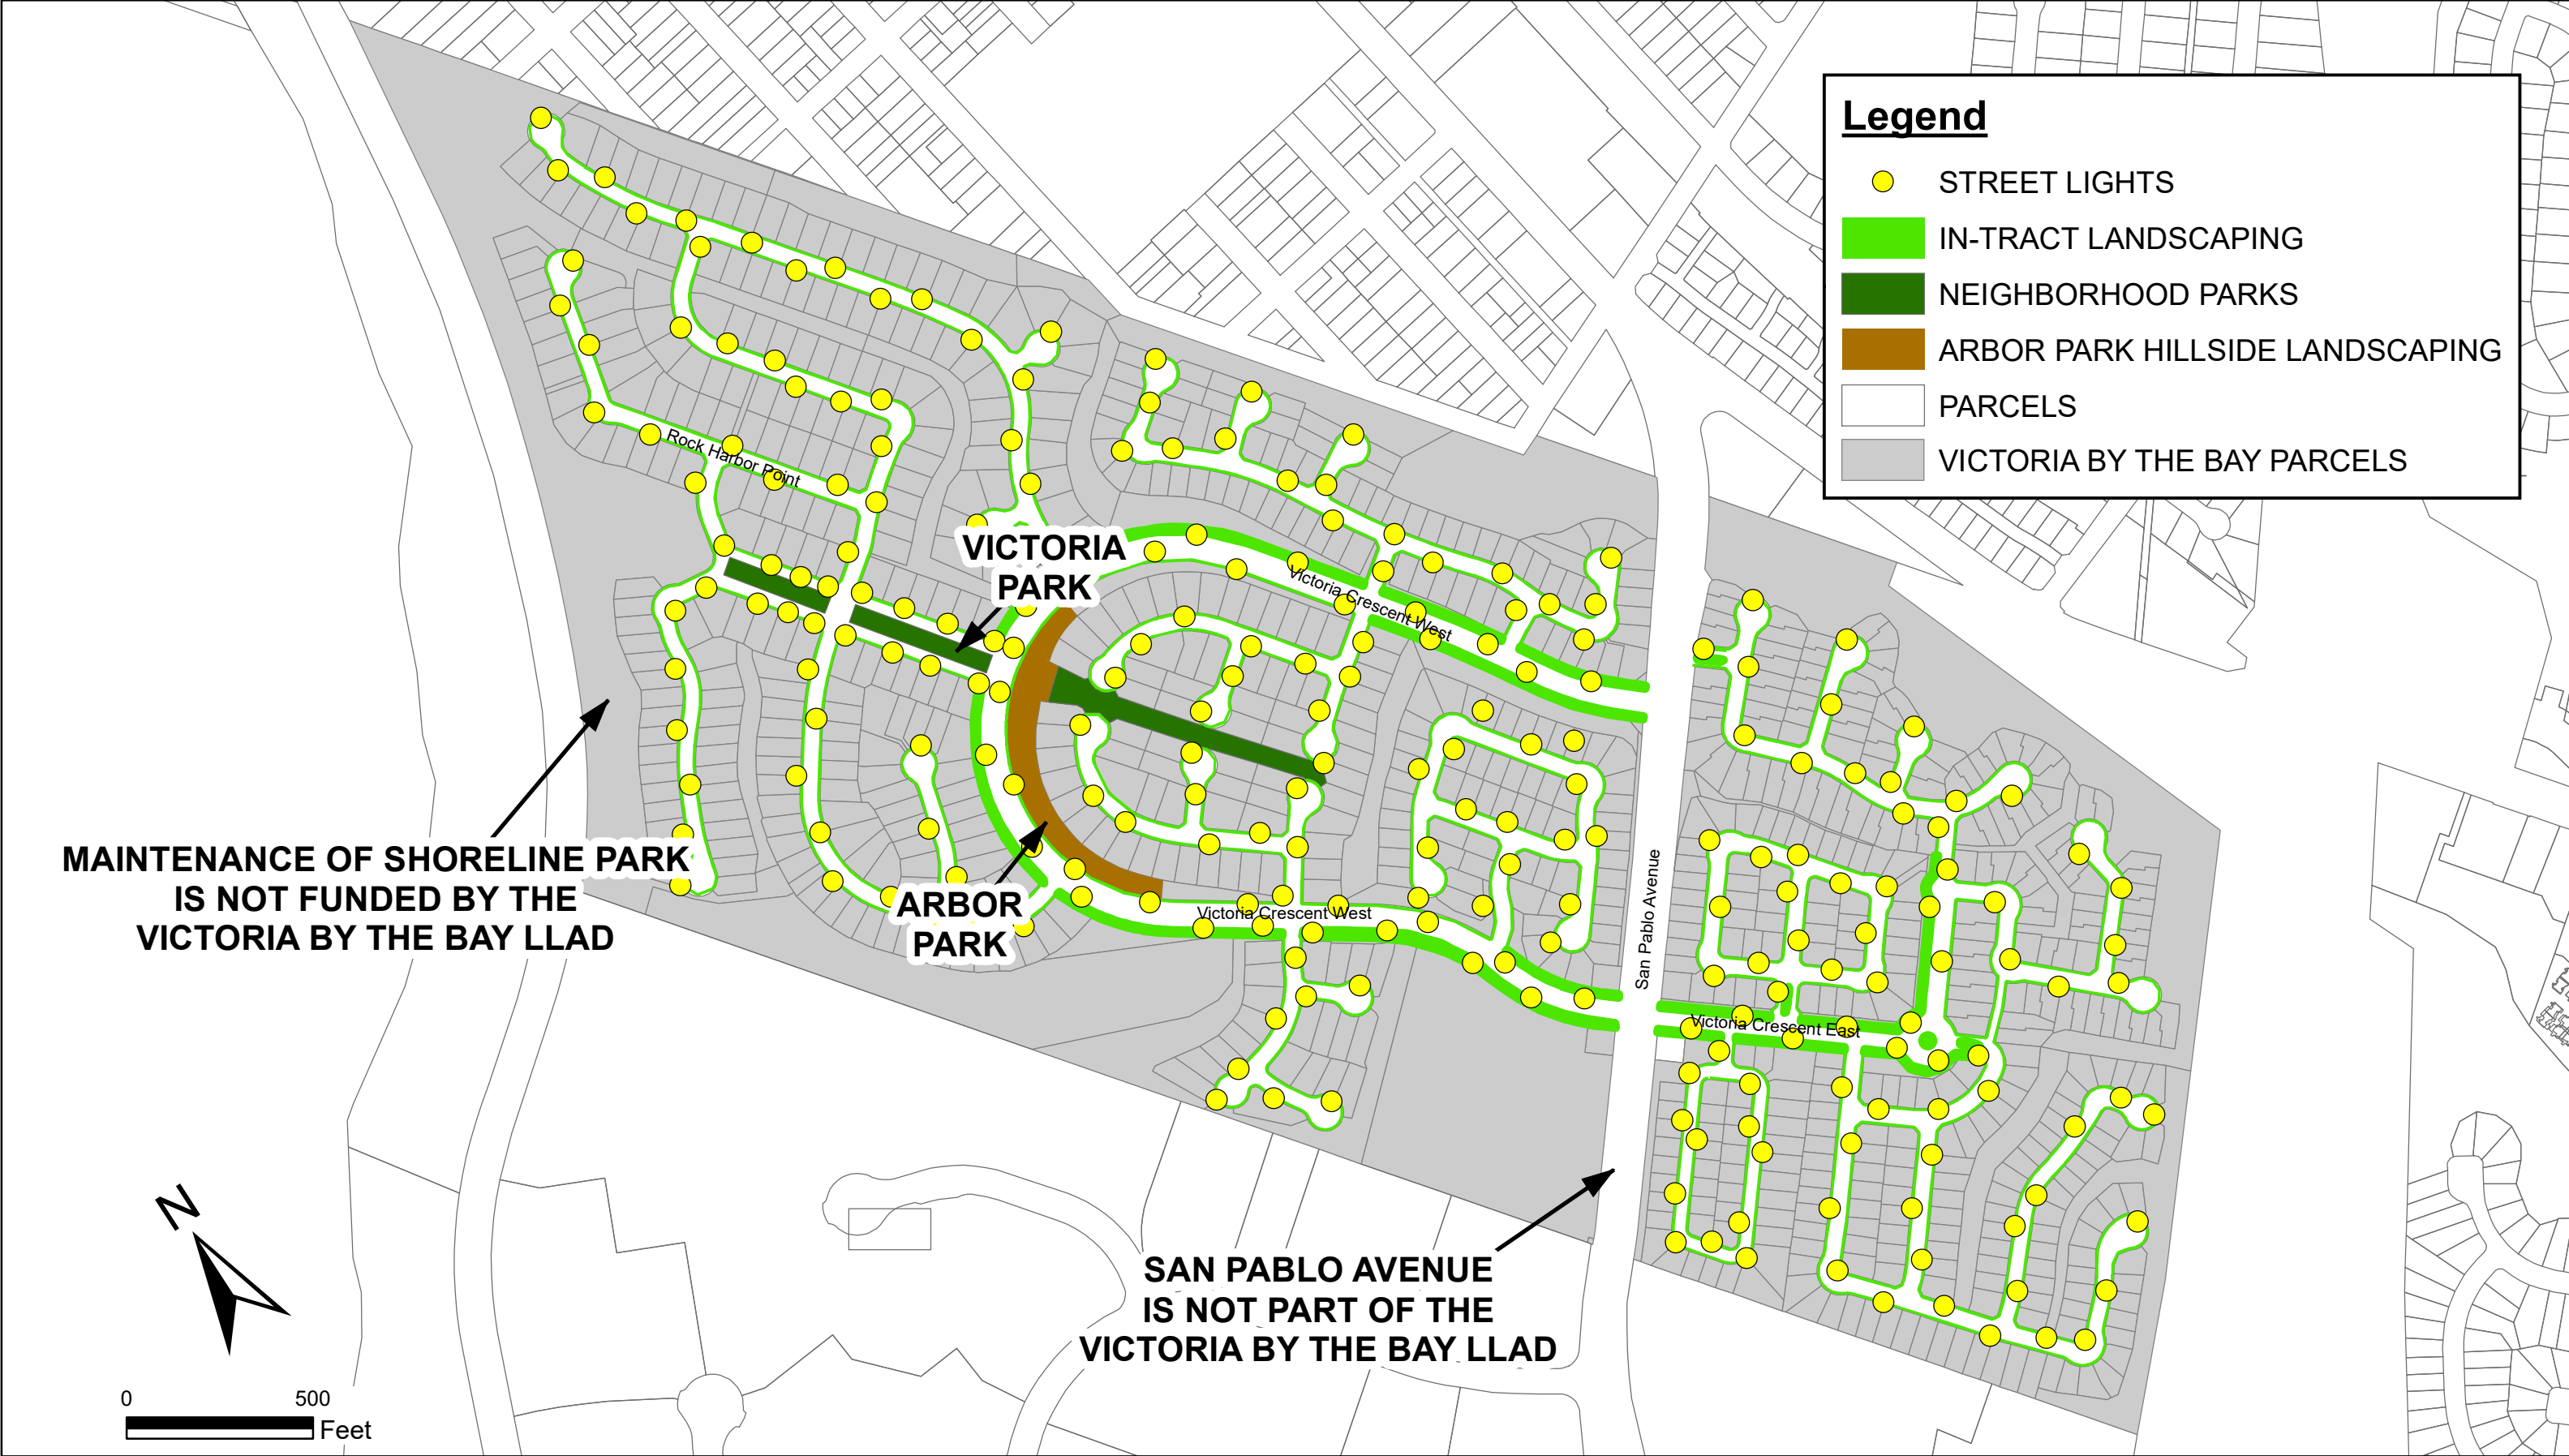 Legend
STREET LIGHTS
IN-TRACT LANDSCAPING
NEIGHBORHOOD PARKS
ARBOR PARK HILLSIDE LANDSCAPING
PARCELS
VICTORIA BY THE BAY PARCELS
Rock Harbor Point
VICTORIA
PARK
Victoria Crescent West
MAINTENANCE OF SHORELINE PARK
IS NOT FUNDED BY THE
VICTORIA BY THE BAY LLAD
ARBOR
PARK
Victoria Crescent West
San Pablo Avenue
Victoria Crescent East
SAN PABLO AVENUE
IS NOT PART OF THE
VICTORIA BY THE BAY LLAD
N
0 500
Feet